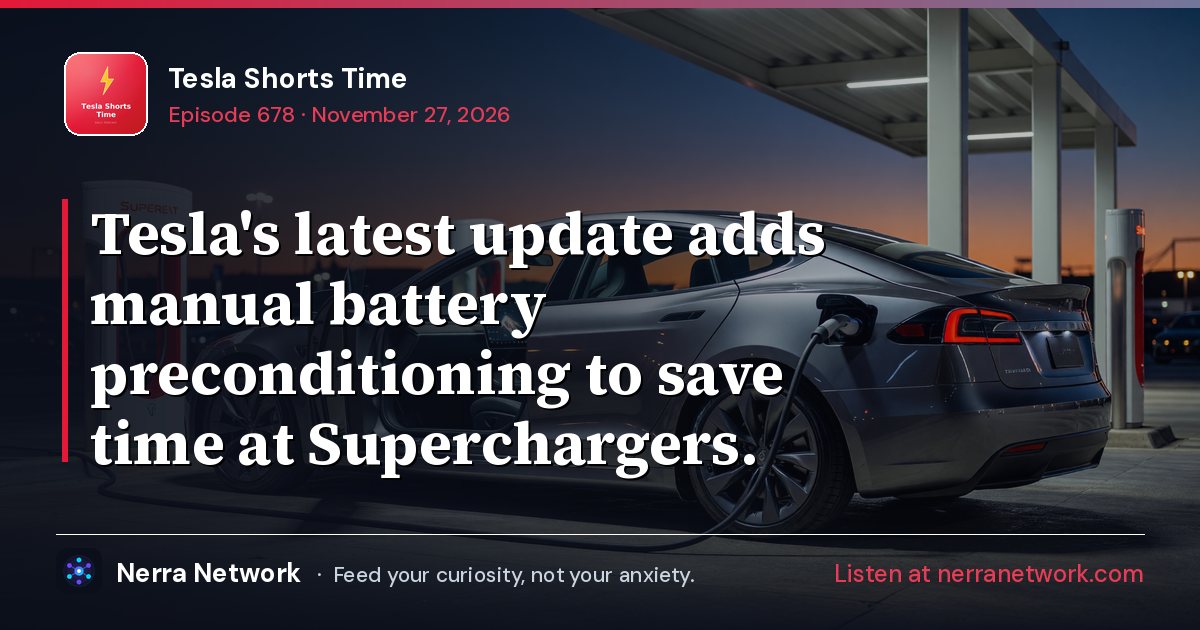 Tesla Shorts Time
Episode 678 · November 27, 2026
Tesla Shorts
Time
Tesla's latest update adds
manual battery
preconditioning to save
time at Superchargers.
Nerra Network · Feed your curiosity, not your anxiety.
Listen at nerranetwork.com